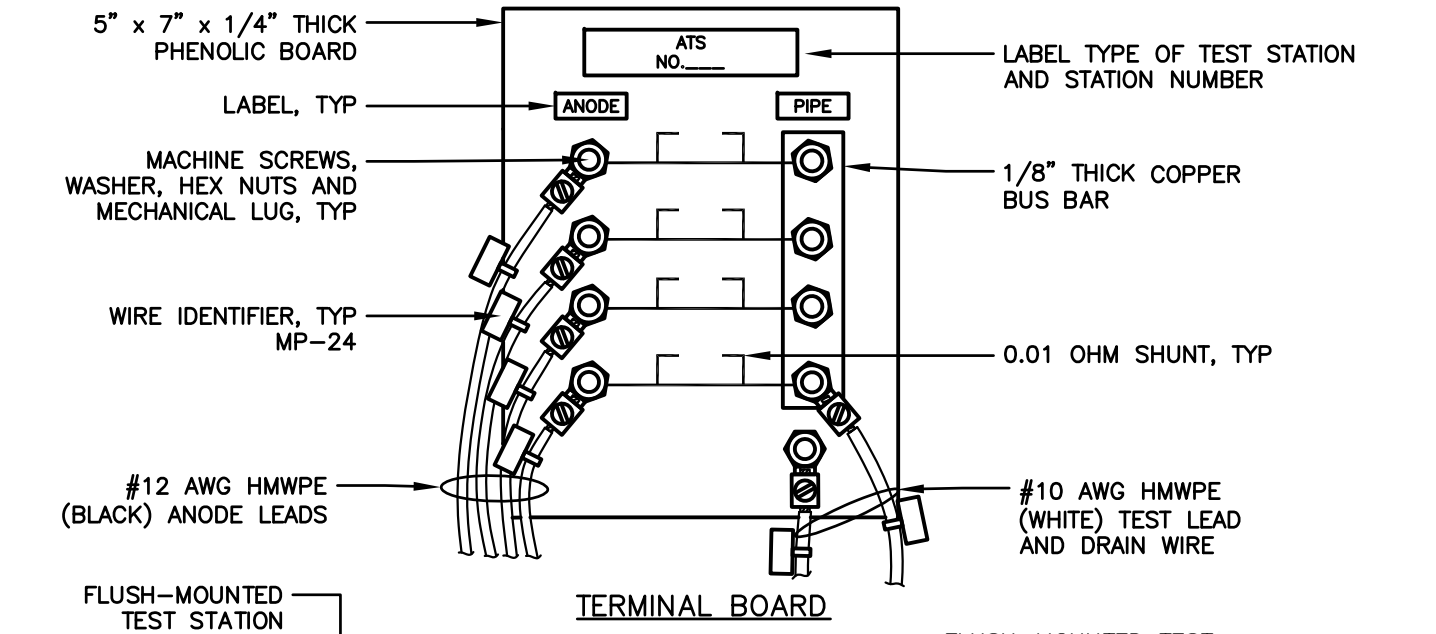 5” x 7” x 1/4” THICK
PHENOLIC BOARD
ATS
NO.___
LABEL TYPE OF TEST STATION
AND STATION NUMBER
LABEL, TYP
ANODE
PIPE
MACHINE SCREWS,
WASHER, HEX NUTS AND
MECHANICAL LUG, TYP
1/8” THICK COPPER
BUS BAR
WIRE IDENTIFIER, TYP
MP-24
0.01 OHM SHUNT, TYP
#12 AWG HMWPE
(BLACK) ANODE LEADS
#10 AWG HMWPE
(WHITE) TEST LEAD
AND DRAIN WIRE
FLUSH-MOUNTED
TEST STATION
TERMINAL BOARD
FLUSH-MOUNTED TEST